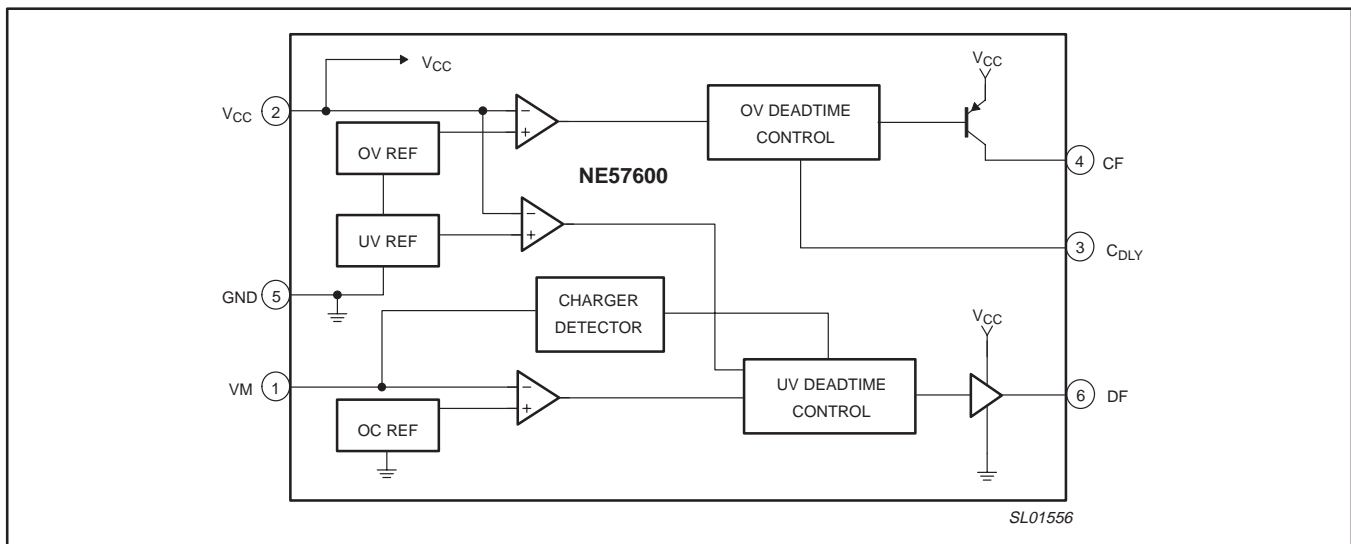 VCC
VCC 2
− +
OV REF
OV DEADTIME
CONTROL
VCC
4 CF
NE57600
UV REF
− +
3 CDLY
GND 5
CHARGER
DETECTOR
VCC
VM 1
− +
UV DEADTIME
CONTROL
6 DF
OC REF
SL01556